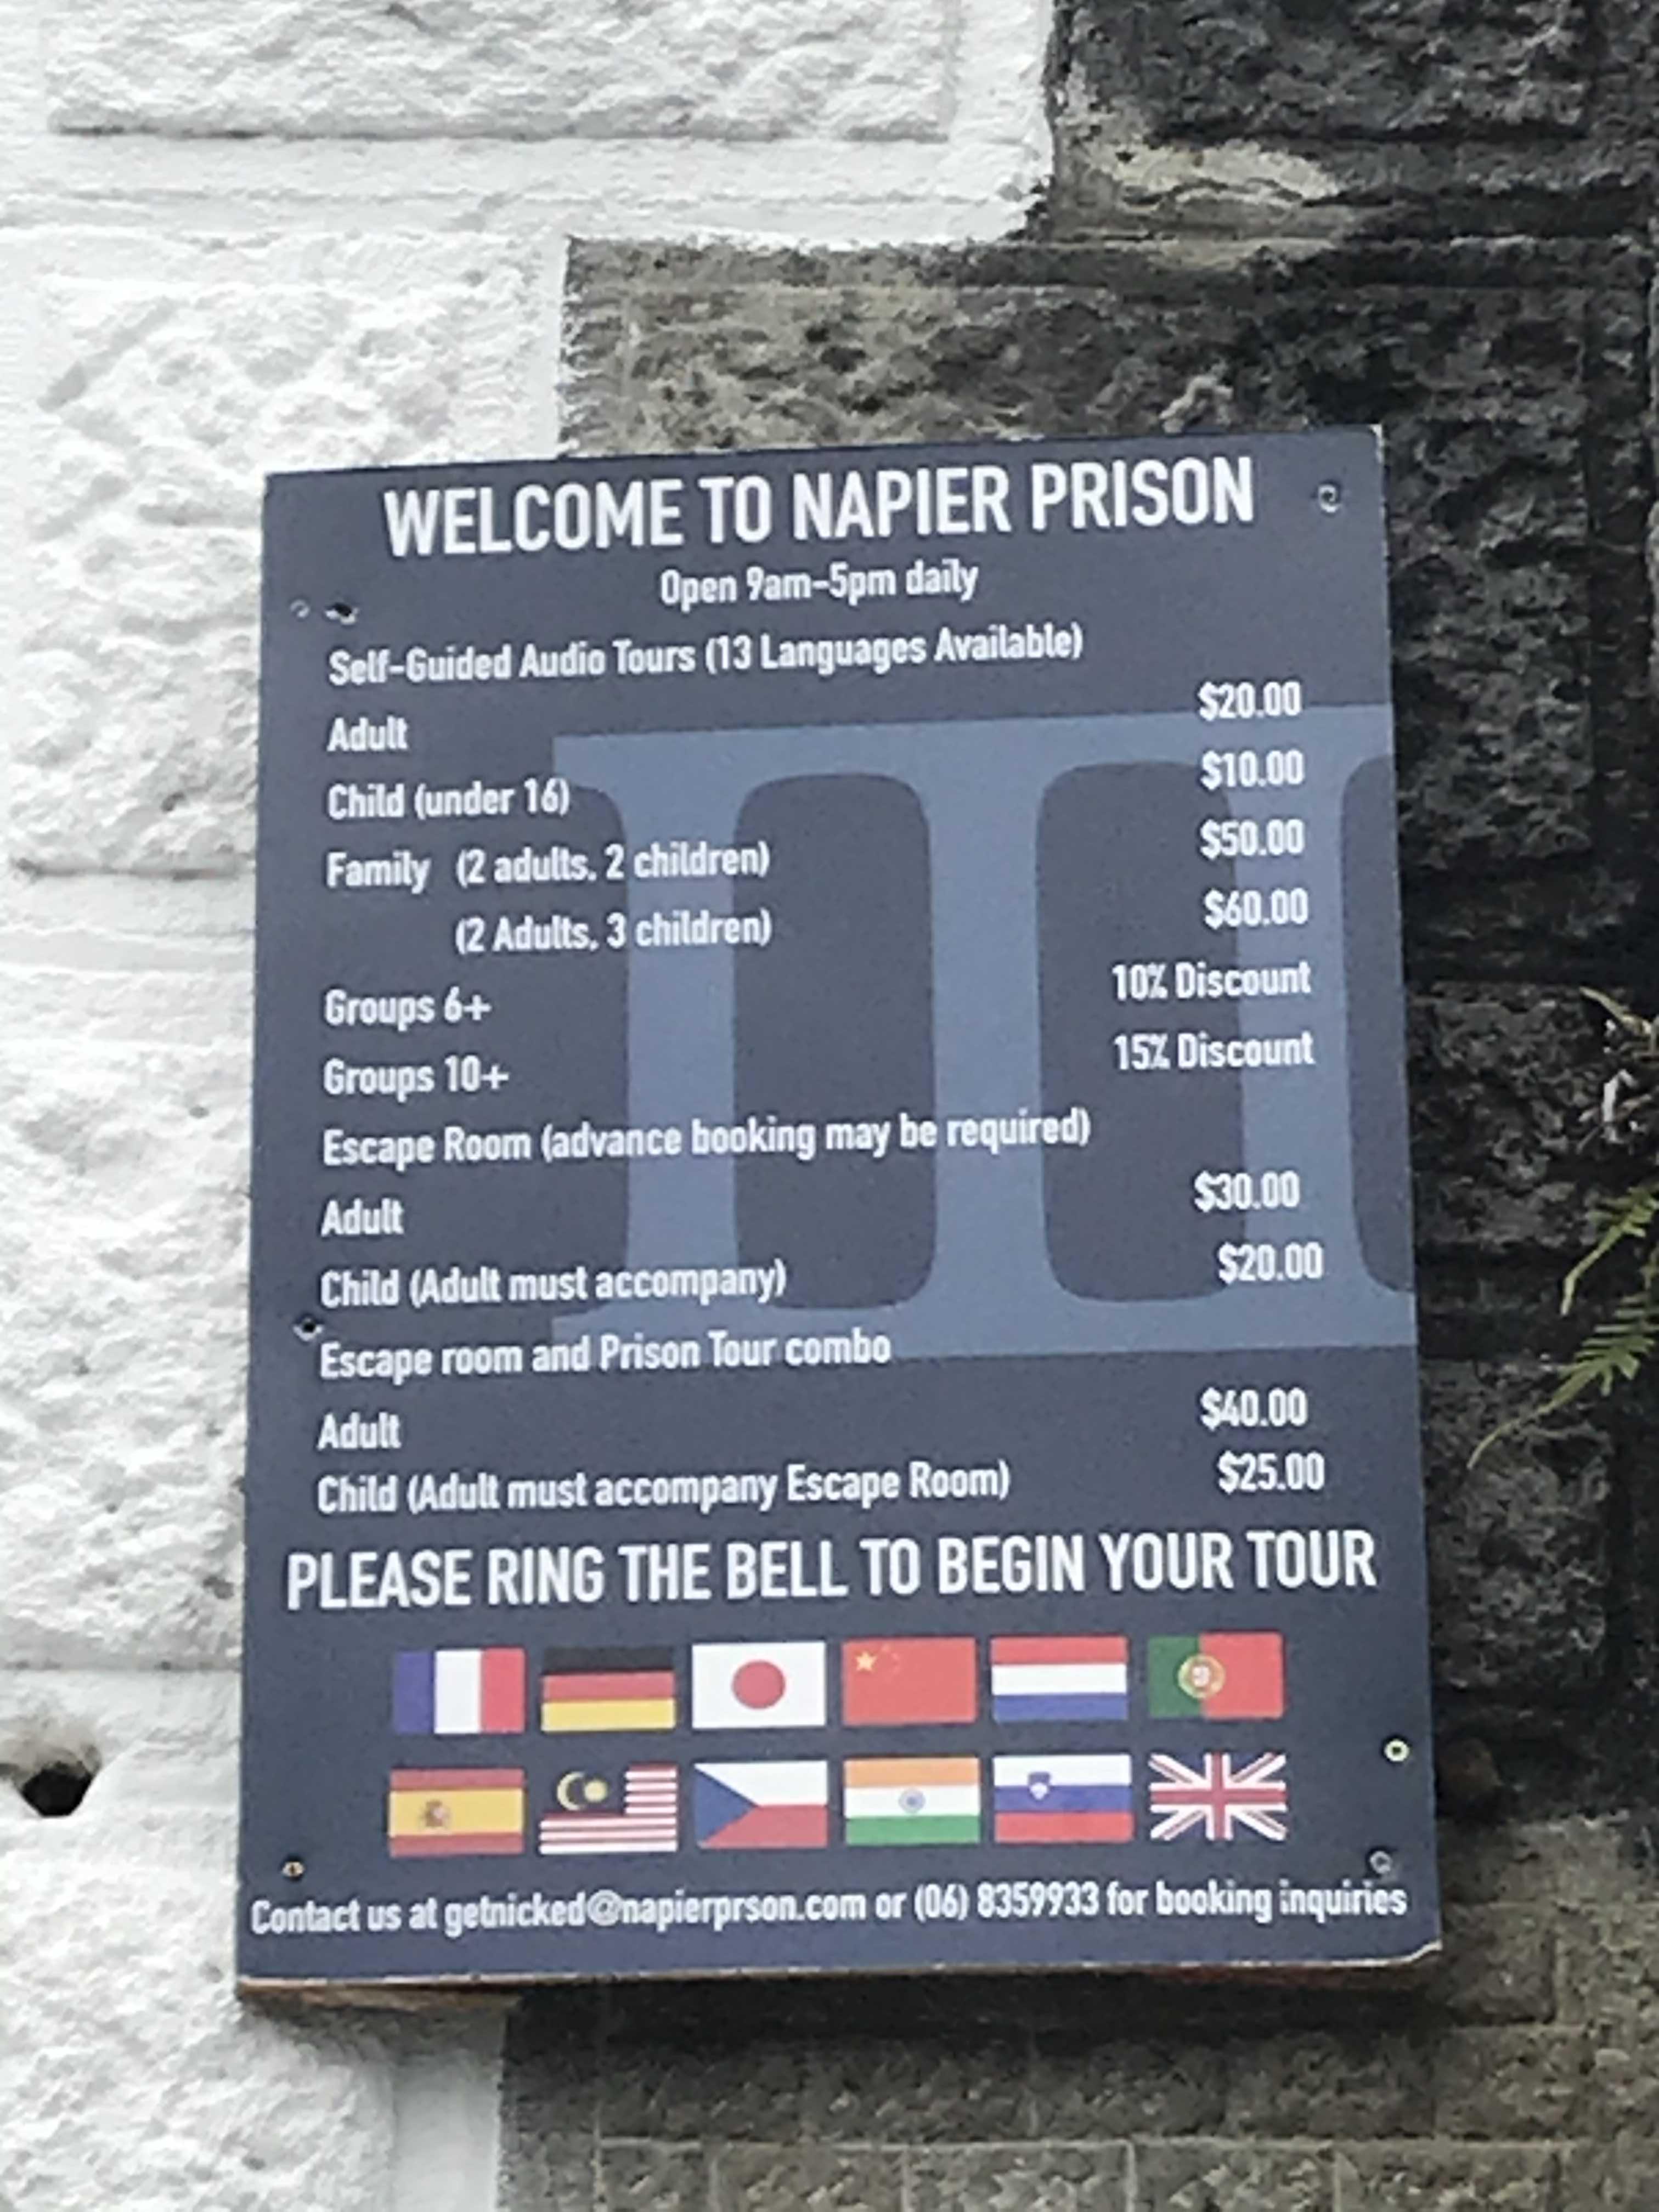 WELCOME TO NAPIER PRISON
Open 9am-5pm daily
Self-Guided Audio Tours (13 Languages Available)
Adult $20.00
Child (under 16) $10.00
Family (2 adults, 2 children) $50.00
(2 Adults, 3 children) $60.00
Groups 6+ 10% Discount
Groups 10+ 15% Discount
Escape Room (advance booking may be required)
Adult $30.00
Child (Adult must accompany) $20.00
Escape room and Prison Tour combo
Adult $40.00
Child (Adult must accompany Escape Room) $25.00
PLEASE RING THE BELL TO BEGIN YOUR TOUR
Contact us at getnicked@napierprson.com or (06) 8359933 for booking inquiries